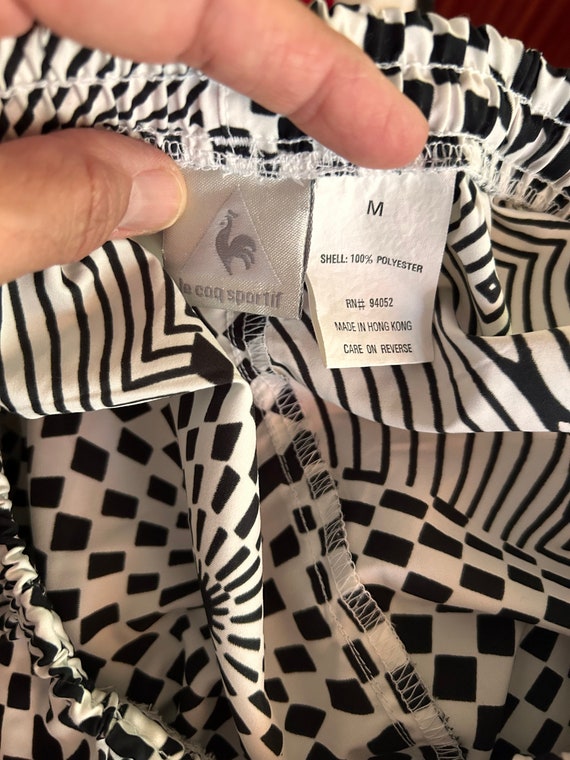 le coq sportif
M
SHELL: 100% POLYESTER
RN# 94052
MADE IN HONG KONG
CARE ON REVERSE